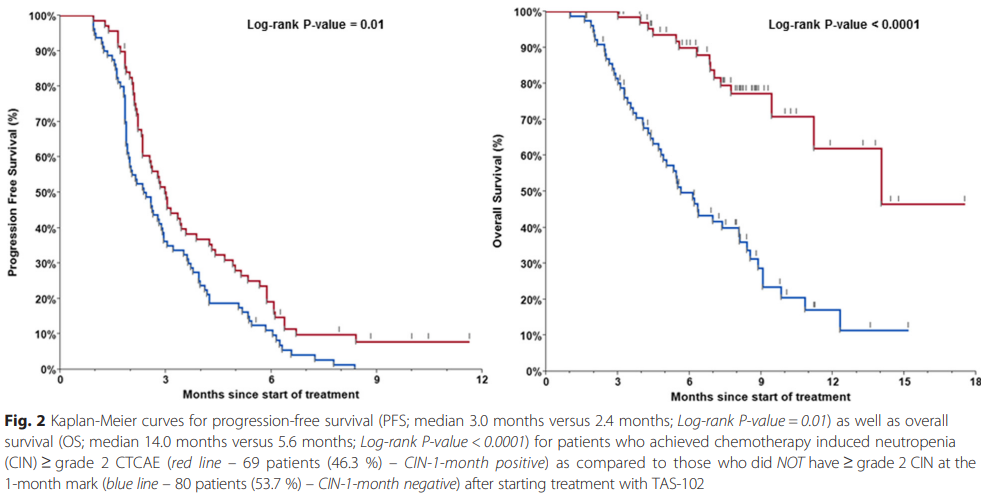 Log-rank P-value = 0.01
100%
90%
80%
70%
60%
50%
40%
30%
20%
10%
0%
Progression Free Survival (%)
0 3 6 9 12
Months since start of treatment
Log-rank P-value < 0.0001
100%
90%
80%
70%
60%
50%
40%
30%
20%
10%
0%
Overall Survival (%)
0 3 6 9 12 15 18
Months since start of treatment
Fig. 2 Kaplan-Meier curves for progression-free survival (PFS; median 3.0 months versus 2.4 months; Log-rank P-value = 0.01) as well as overall
survival (OS; median 14.0 months versus 5.6 months; Log-rank P-value < 0.0001) for patients who achieved chemotherapy induced neutropenia
(CIN) ≥ grade 2 CTCAE (red line – 69 patients (46.3 %) – CIN-1-month positive) as compared to those who did NOT have ≥ grade 2 CIN at the
1-month mark (blue line – 80 patients (53.7 %) – CIN-1-month negative) after starting treatment with TAS-102